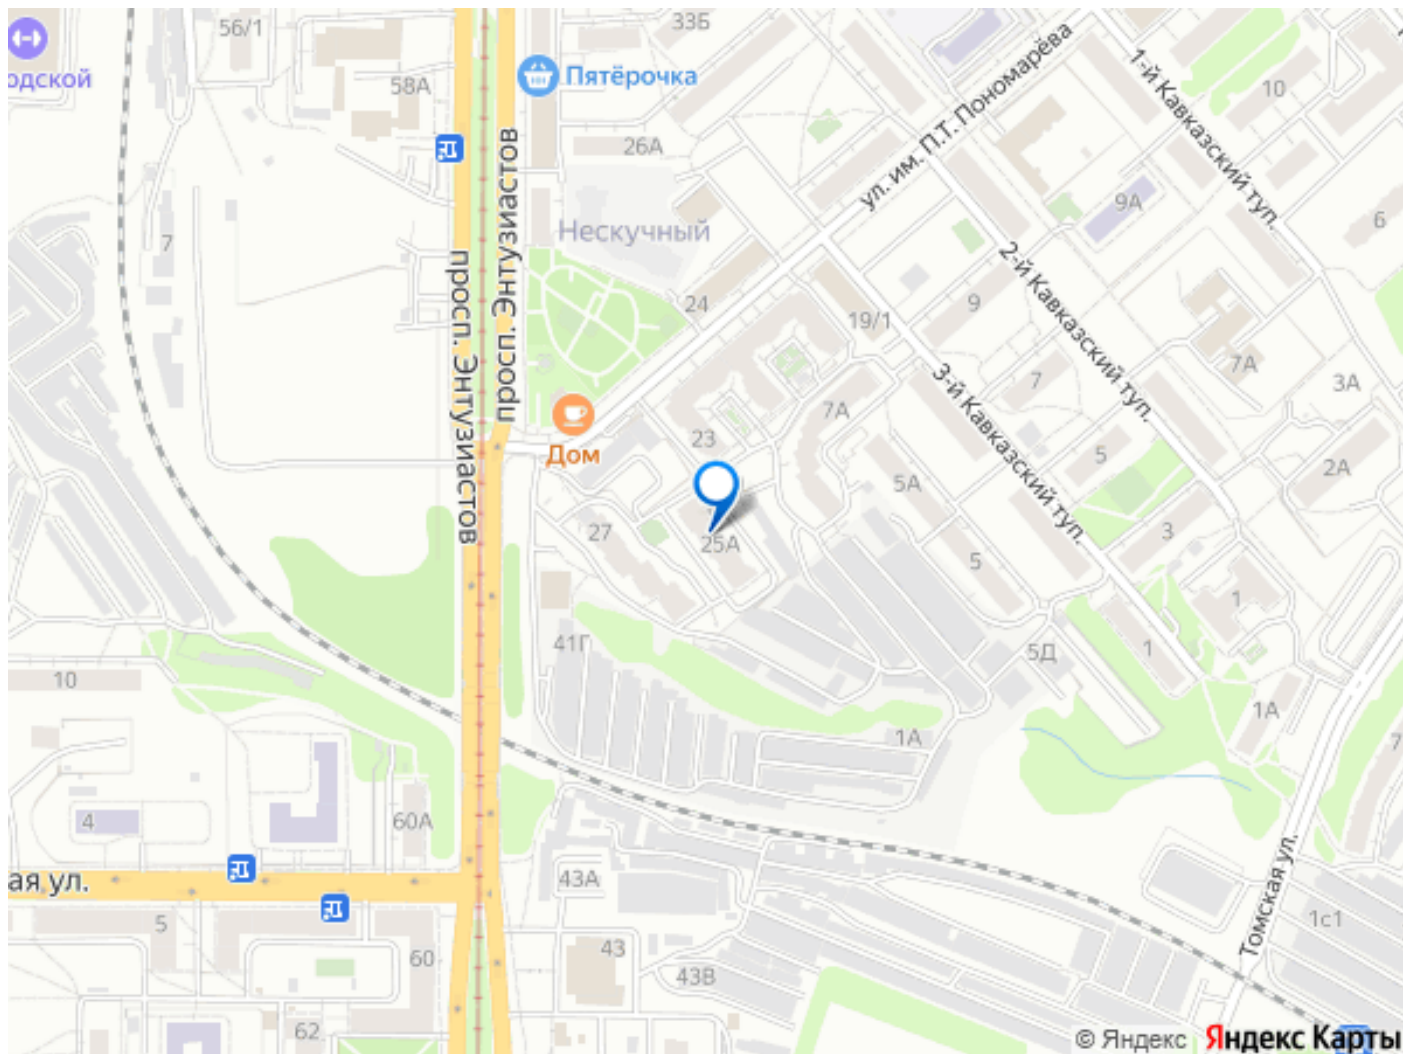 56/1
33Б
одской
58А
Пятёрочка
26А
ул. им. П.Т. Пономарёва
1-й Кавказский туп.
10
9А
6
7
Нескучный
просп. Энтузиастов
просп. Энтузиастов
24
19/1
9
2-й Кавказский туп.
7А
3А
7
3-й Кавказский туп.
7А
23
Дом
5А
5
2А
27
25А
3
5
1
41Г
5Д
1
10
1А
1А
7
4
60А
ая ул.
43А
Томская ул.
1с1
5
60
43
43В
62
© Яндекс Яндекс Карты